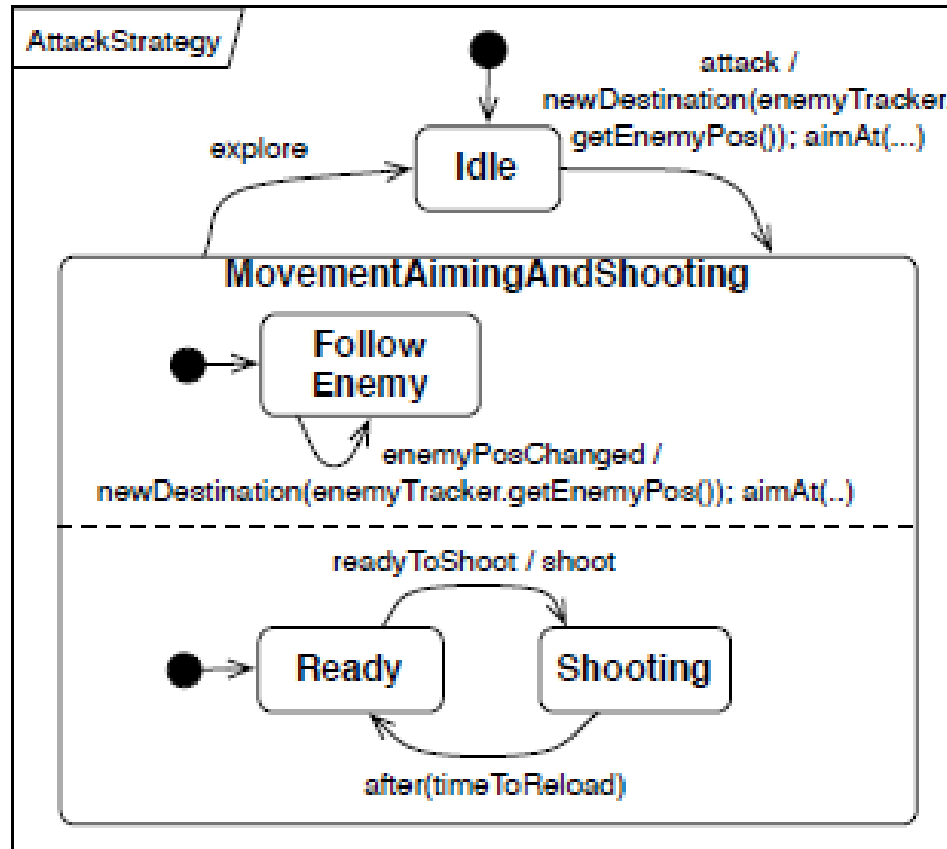 AttackStrategy
attack /
newDestination(enemyTracker.
getEnemyPos()); aimAt(...)
explore
Idle
MovementAimingAndShooting
Follow
Enemy
enemyPosChanged /
newDestination(enemyTracker.getEnemyPos()); aimAt(..)
readyToShoot / shoot
Ready
Shooting
after(timeToReload)